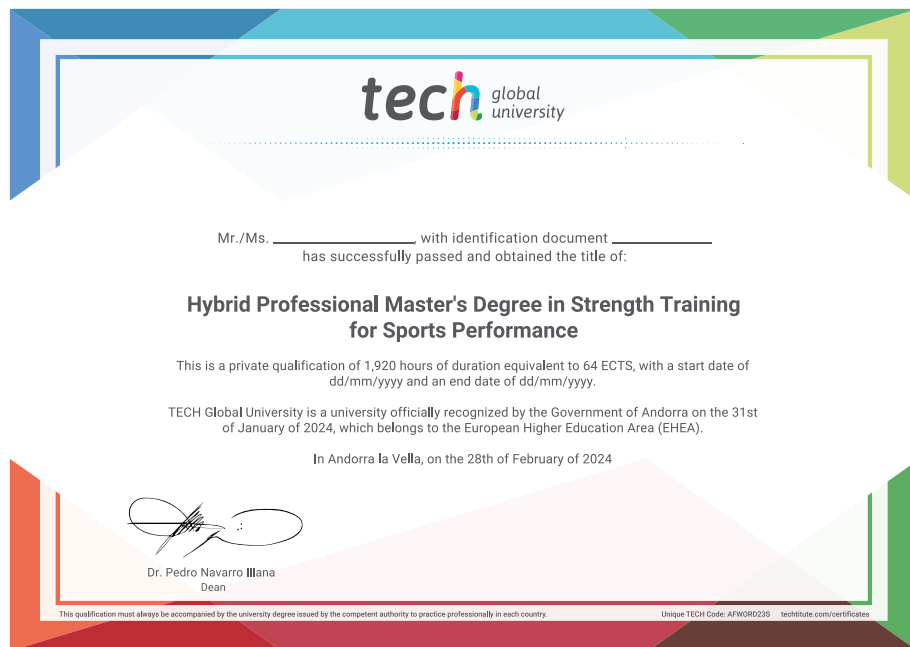 tech global
university
Mr./Ms. ______________, with identification document __________
has successfully passed and obtained the title of:
Hybrid Professional Master's Degree in Strength Training
for Sports Performance
This is a private qualification of 1,920 hours of duration equivalent to 64 ECTS, with a start date of
dd/mm/yyyy and an end date of dd/mm/yyyy.
TECH Global University is a university officially recognized by the Government of Andorra on the 31st
of January of 2024, which belongs to the European Higher Education Area (EHEA).
In Andorra la Vella, on the 28th of February of 2024
Dr. Pedro Navarro Illana
Dean
This qualification must always be accompanied by the university degree issued by the competent authority to practice professionally in each country.
Unique TECH Code: AFWORD23S techtitute.com/certificates